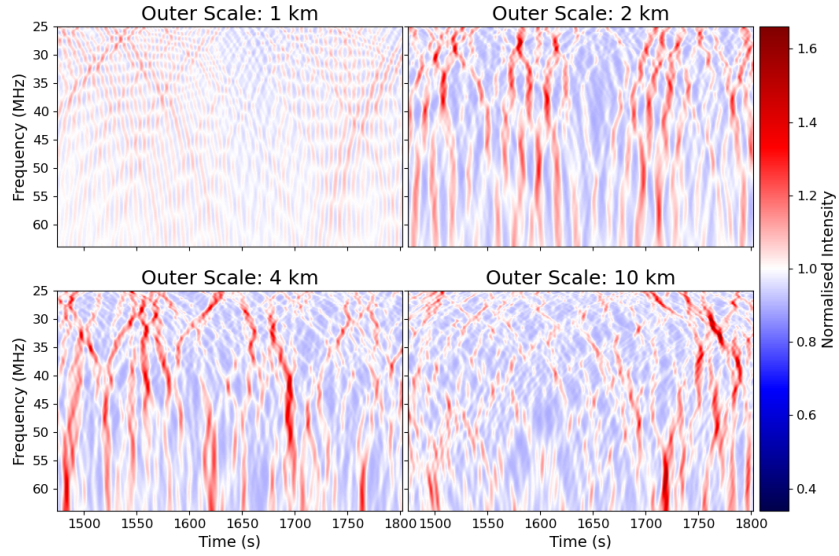 Outer Scale: 1 km
Outer Scale: 2 km
25
30
35
40
45
50
55
60
Frequency (MHz)
Outer Scale: 4 km
Outer Scale: 10 km
25
30
35
40
45
50
55
60
Frequency (MHz)
1500 1550 1600 1650 1700 1750 1800
1500 1550 1600 1650 1700 1750 1800
Time (s)
Time (s)
1.6
1.4
1.2
1.0
0.8
0.6
0.4
Normalised Intensity